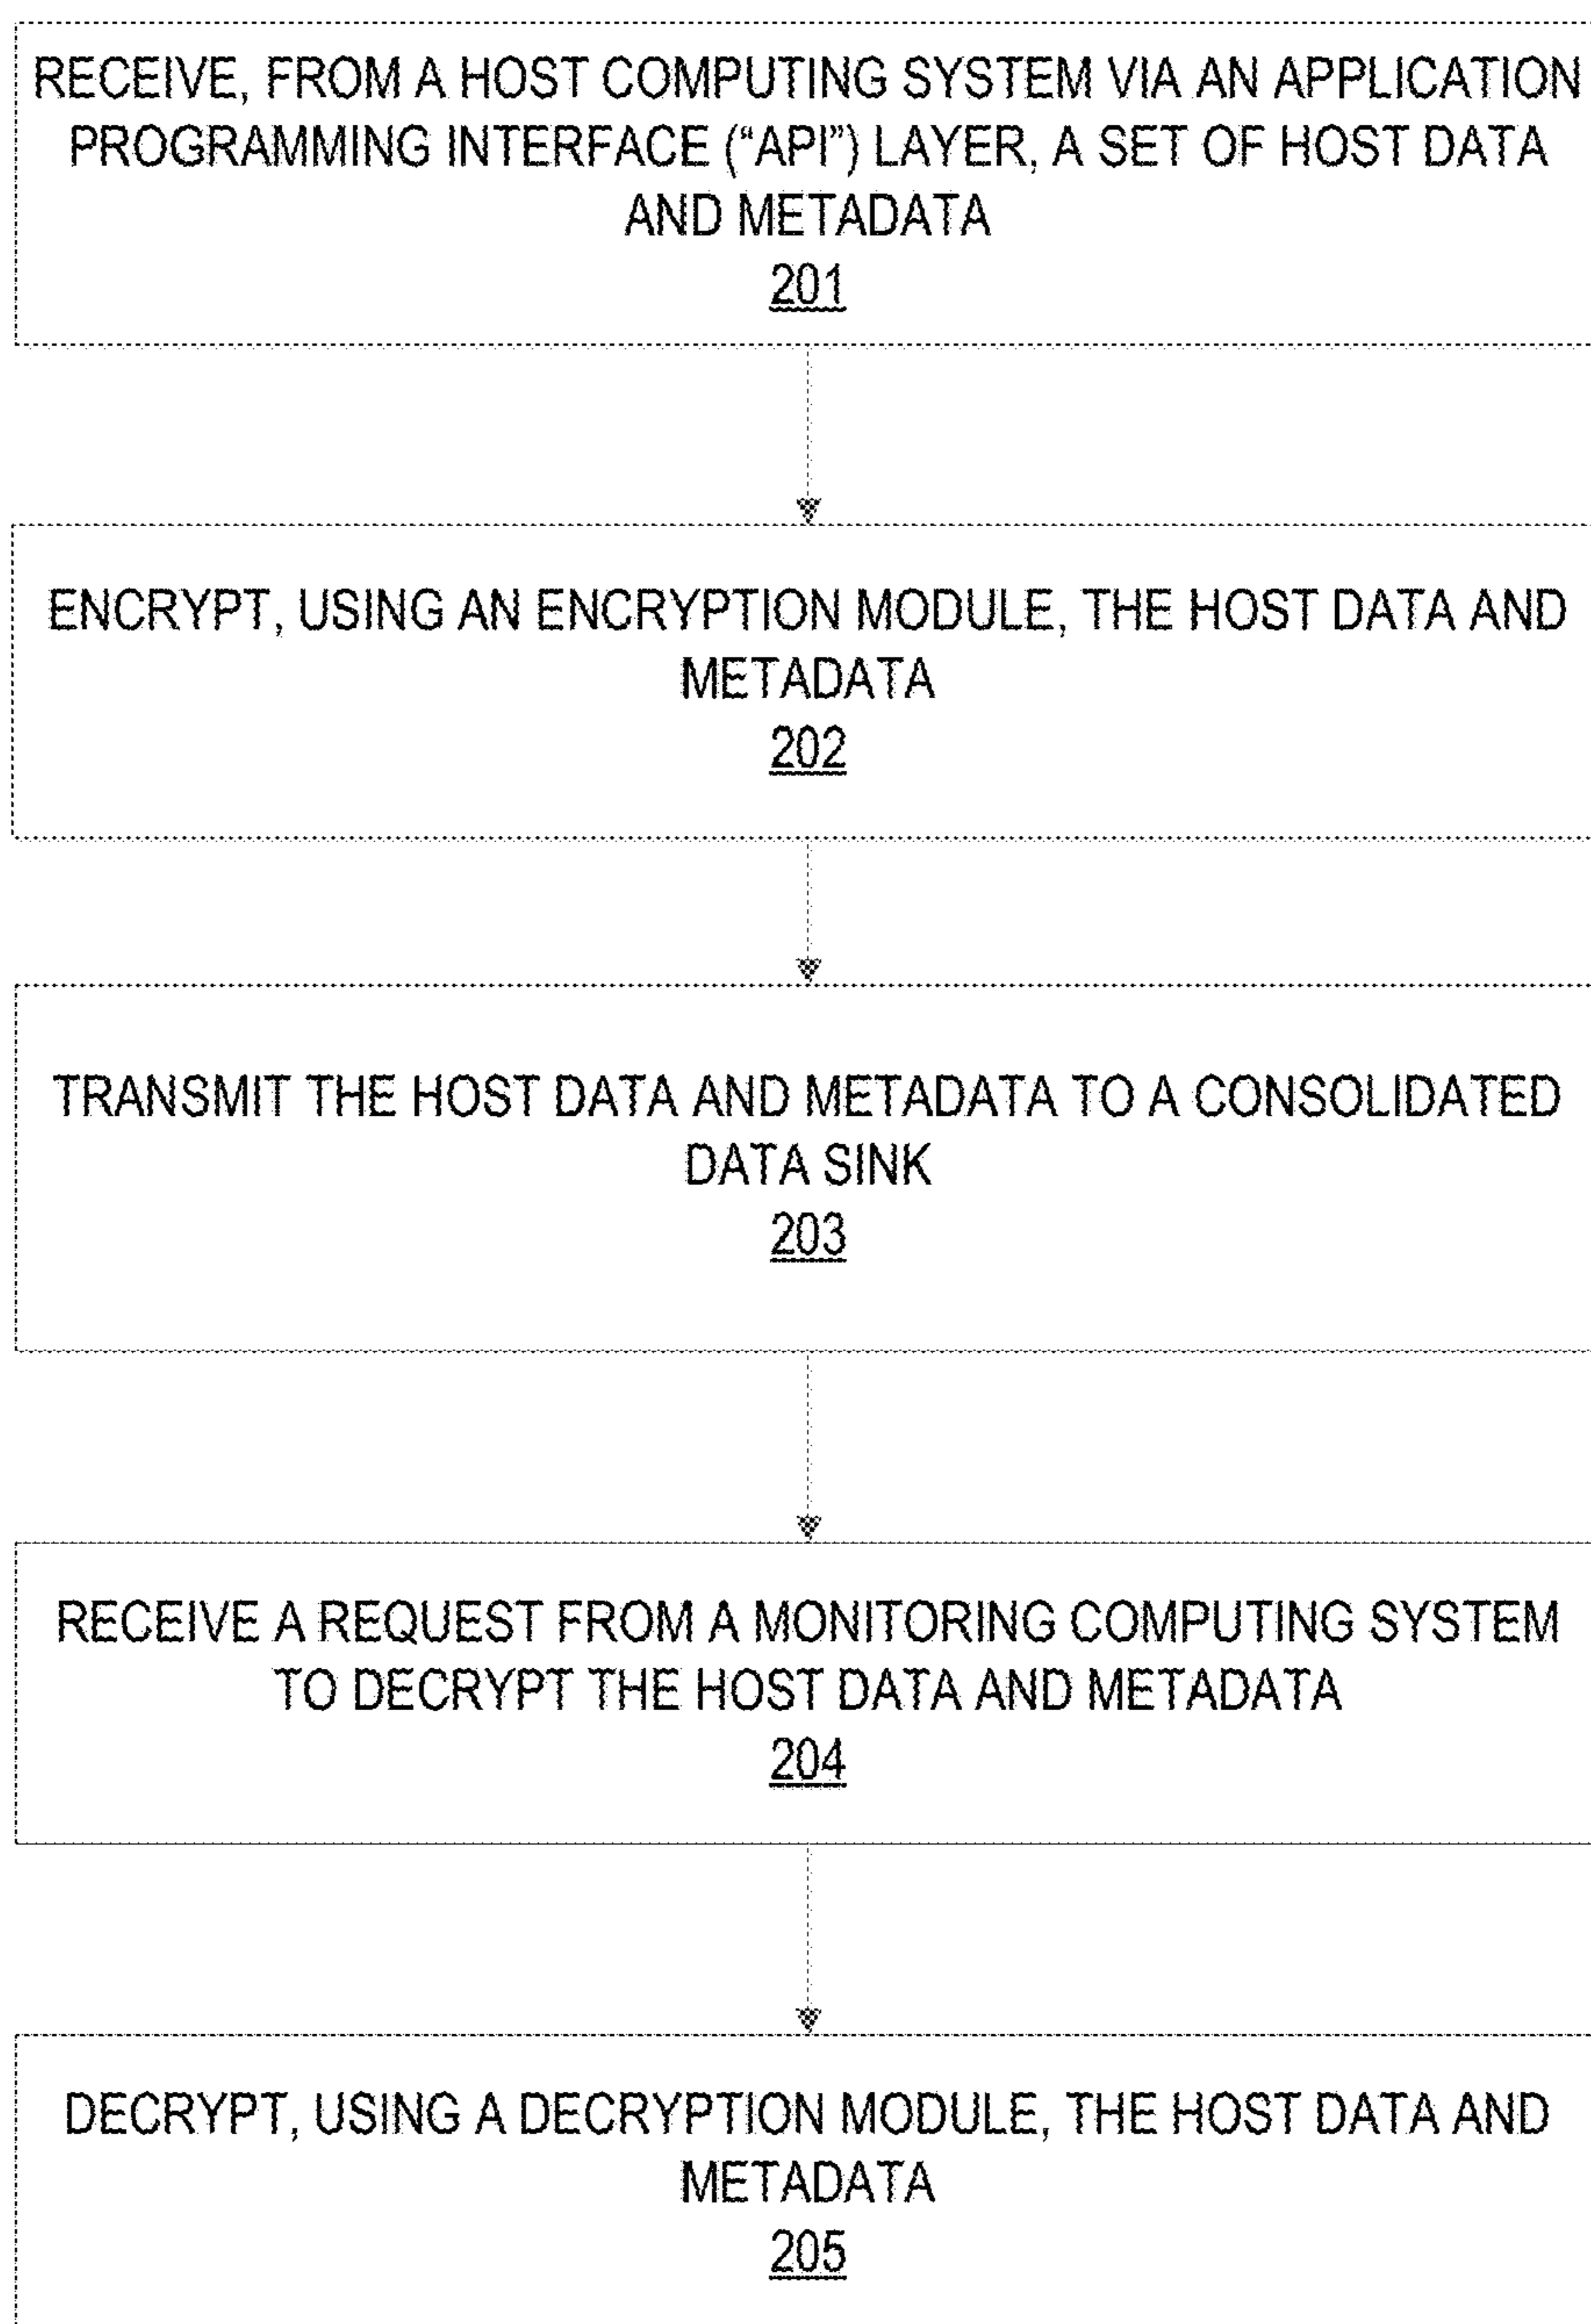 RECEIVE, FROM A HOST COMPUTING SYSTEM VIA AN APPLICATION
PROGRAMMING INTERFACE (“API”) LAYER, A SET OF HOST DATA
AND METADATA
201
ENCRYPT, USING AN ENCRYPTION MODULE, THE HOST DATA AND
METADATA
202
TRANSMIT THE HOST DATA AND METADATA TO A CONSOLIDATED
DATA SINK
203
RECEIVE A REQUEST FROM A MONITORING COMPUTING SYSTEM
TO DECRYPT THE HOST DATA AND METADATA
204
DECRYPT, USING A DECRYPTION MODULE, THE HOST DATA AND
METADATA
205